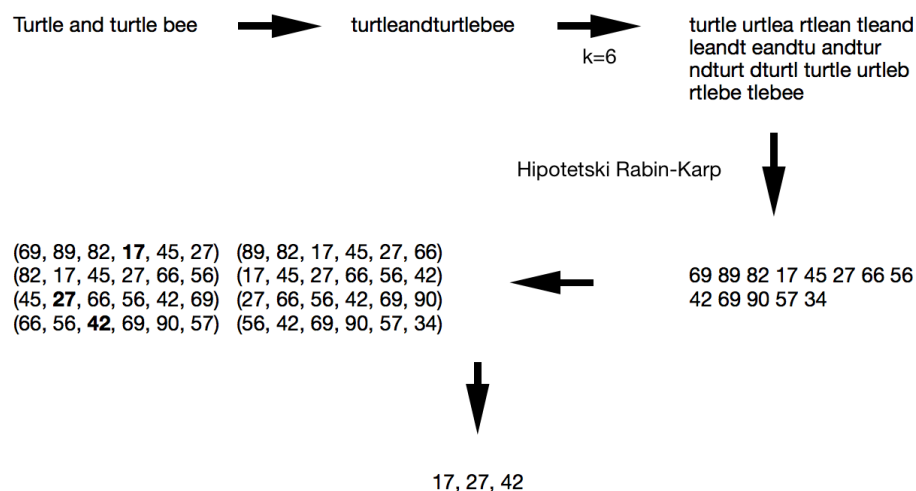 Turtle and turtle bee
turtleandturtlebee
k=6
turtle urtlea rtlean tleand
leandt eandtu andtur
ndturt dturtl turtle urtleb
rtlebe tlebee
Hipotetski Rabin-Karp
69 89 82 17 45 27 66 56
42 69 90 57 34
(69, 89, 82, 17, 45, 27) (89, 82, 17, 45, 27, 66)
(82, 17, 45, 27, 66, 56) (17, 45, 27, 66, 56, 42)
(45, 27, 66, 56, 42, 69) (27, 66, 56, 42, 69, 90)
(66, 56, 42, 69, 90, 57) (56, 42, 69, 90, 57, 34)
17, 27, 42